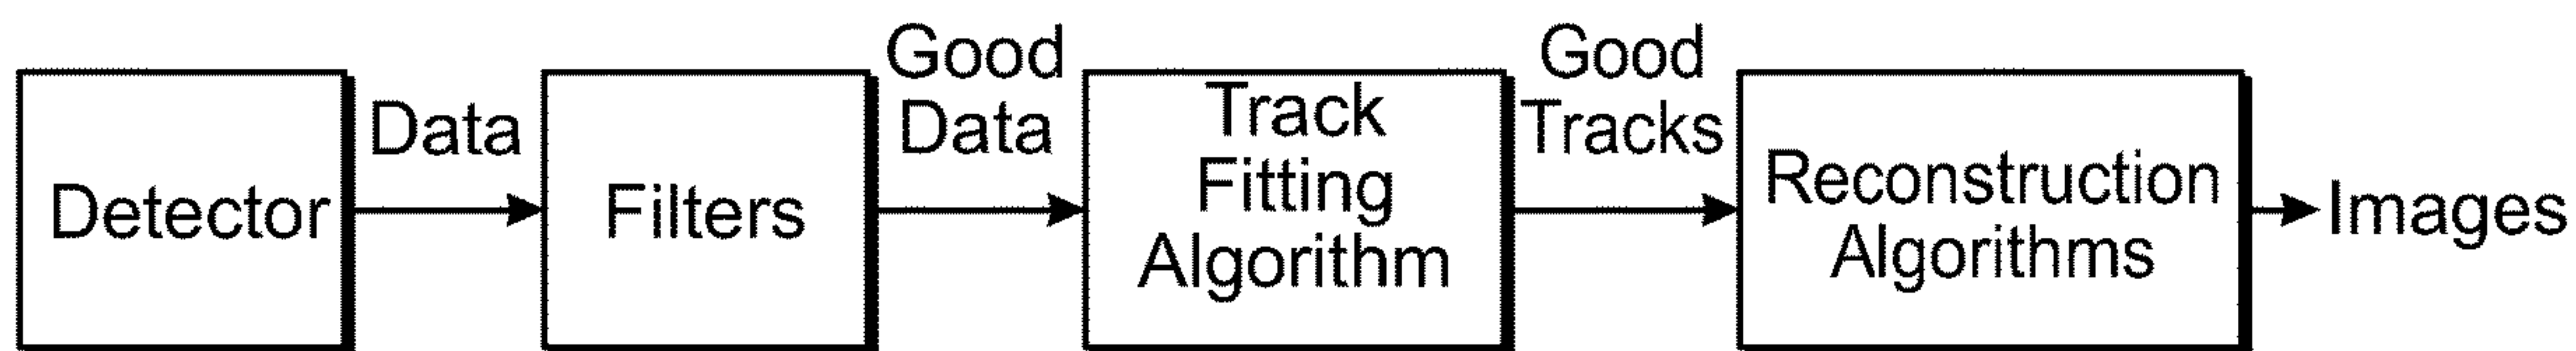 Detector
Data
Filters
Good
Data
Track
Fitting
Algorithm
Good
Tracks
Reconstruction
Algorithms
Images